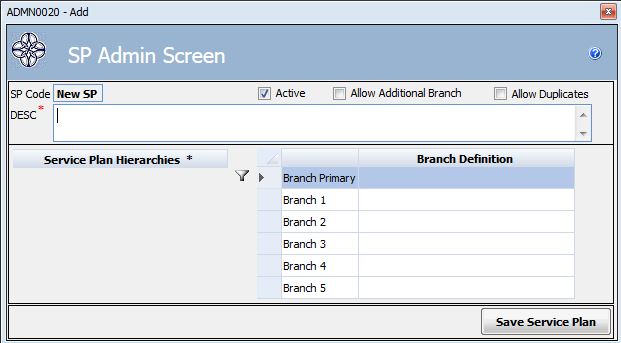 ADMN0020 - Add
SP Admin Screen
SP Code New SP Active Allow Additional Branch Allow Duplicates
DESC *
Service Plan Hierarchies * Branch Definition
Branch Primary
Branch 1
Branch 2
Branch 3
Branch 4
Branch 5
Save Service Plan